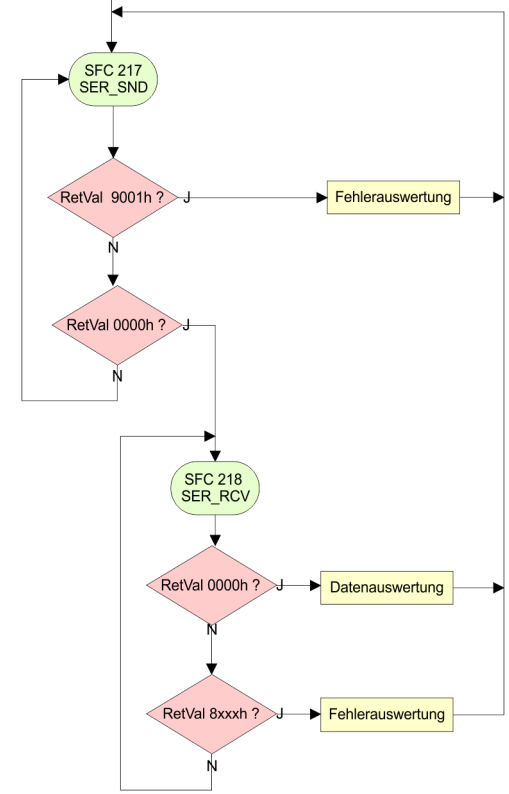 SFC 217
SER_SND
RetVal 9001h ?
J
Fehlerauswertung
N
RetVal 0000h ?
J
N
SFC 218
SER_RCV
RetVal 0000h ?
J
Datenauswertung
N
RetVal 8xxxh ?
J
Fehlerauswertung
N